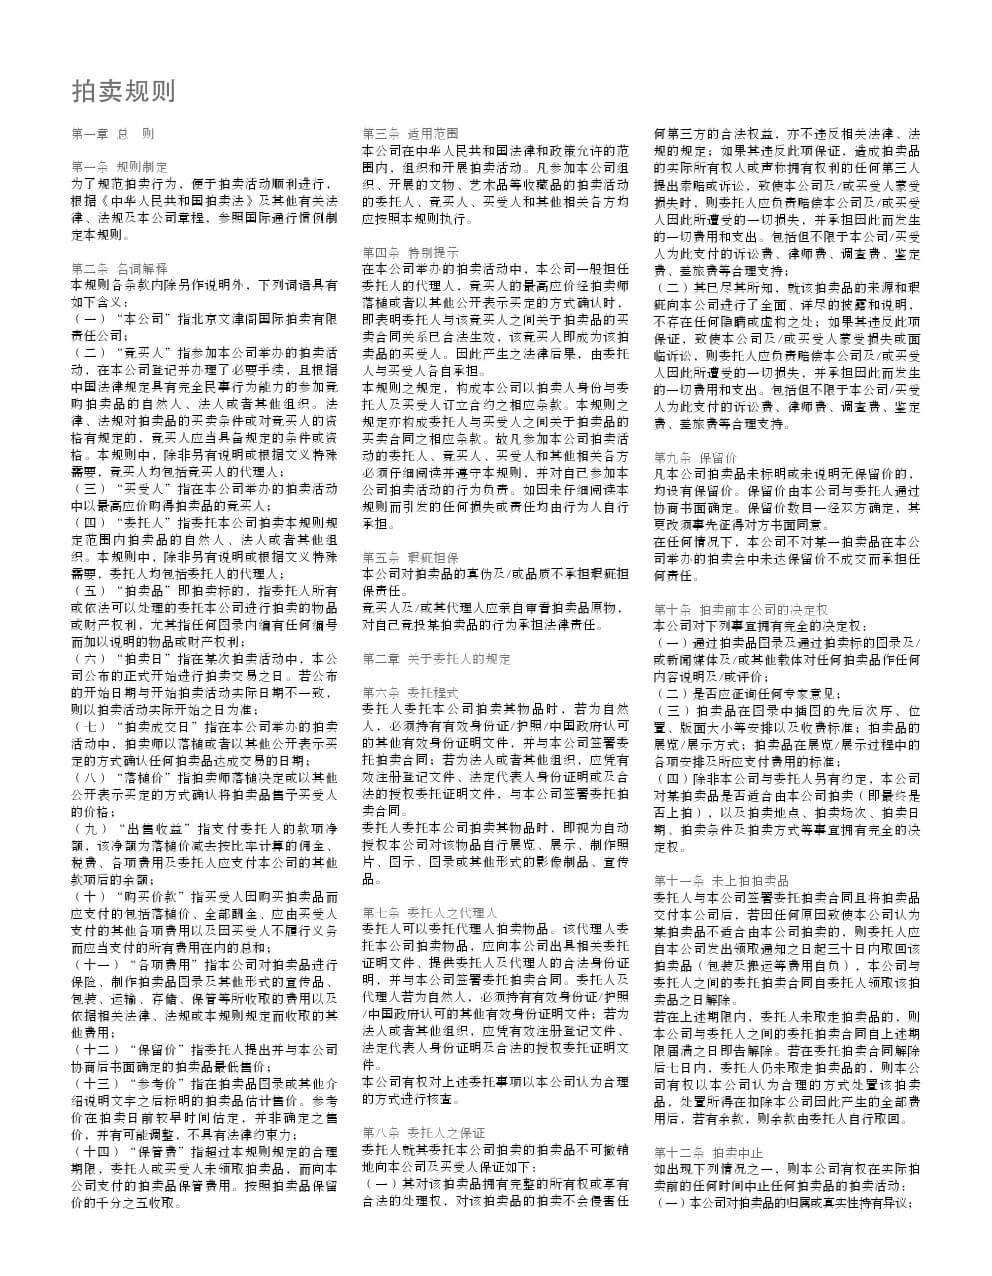 拍卖规则
第一章 总　则
第一条 规则制定
为了规范拍卖行为，便于拍卖活动顺利进行，
根据《中华人民共和国拍卖法》及其他有关法
律、法规及本公司章程，参照国际通行惯例制
定本规则。
第二条 名词解释
本规则各条款内除另作说明外，下列词语具有
如下含义：
（一）“本公司”指北京文津阁国际拍卖有限
责任公司；
（二）“竞买人”指参加本公司举办的拍卖活
动，在本公司登记并办理了必要手续，且根据
中国法律规定具有完全民事行为能力的参加竞
购拍卖品的自然人、法人或者其他组织。法
律、法规对拍卖品的买卖条件或对竞买人的资
格有规定的，竞买人应当具备规定的条件或资
格。本规则中，除非另有说明或根据文义特殊
需要，竞买人均包括竞买人的代理人；
（三）“买受人”指在本公司举办的拍卖活动
中以最高应价购得拍卖品的竞买人；
（四）“委托人”指委托本公司拍卖本规则规
定范围内拍卖品的自然人、法人或者其他组
织。本规则中，除非另有说明或根据文义特殊
需要，委托人均包括委托人的代理人；
（五）“拍卖品”即拍卖标的，指委托人所有
或依法可以处理的委托本公司进行拍卖的物品
或财产权利，尤其指任何图录内编有任何编号
而加以说明的物品或财产权利；
（六）“拍卖日”指在某次拍卖活动中，本公
司公布的正式开始进行拍卖交易之日。若公布
的开始日期与开始拍卖活动实际日期不一致，
则以拍卖活动实际开始之日为准；
（七）“拍卖成交日”指在本公司举办的拍卖
活动中，拍卖师以落槌或者以其他公开表示买
定的方式确认任何拍卖品达成交易的日期；
（八）“落槌价”指拍卖师落槌决定或以其他
公开表示买定的方式确认将拍卖品售予买受人
的价格；
（九）“出售收益”指支付委托人的款项净
额，该净额为落槌价减去按比率计算的佣金、
税费、各项费用及委托人应支付本公司的其他
款项后的余额；
（十）“购买价款”指买受人因购买拍卖品而
应支付的包括落槌价、全部酬金、应由买受人
支付的其他各项费用以及因买受人不履行义务
而应当支付的所有费用在内的总和；
（十一）“各项费用”指本公司对拍卖品进行
保险、制作拍卖品图录及其他形式的宣传品、
包装、运输、存储、保管等所收取的费用以及
依据相关法律、法规或本规则规定而收取的其
他费用；
（十二）“保留价”指委托人提出并与本公司
协商后书面确定的拍卖品最低售价；
（十三）“参考价”指在拍卖品图录或其他介
绍说明文字之后标明的拍卖品估计售价。参考
价在拍卖日前较早时间估定，并非确定之售
价，并有可能调整，不具有法律约束力；
（十四）“保管费”指超过本规则规定的合理
期限，委托人或买受人未领取拍卖品，而向本
公司支付的拍卖品保管费用。按照拍卖品保留
价的千分之五收取。
第三条 适用范围
本公司在中华人民共和国法律和政策允许的范
围内，组织和开展拍卖活动。凡参加本公司组
织、开展的文物、艺术品等收藏品的拍卖活动
的委托人、竞买人、买受人和其他相关各方均
应按照本规则执行。
第四条 特别提示
在本公司举办的拍卖活动中，本公司一般担任
委托人的代理人，竞买人的最高应价经拍卖师
落槌或者以其他公开表示买定的方式确认时，
即表明委托人与该竞买人之间关于拍卖品的买
卖合同关系已合法生效，该竞买人即成为该拍
卖品的买受人。因此产生之法律后果，由委托
人与买受人各自承担。
本规则之规定，构成本公司以拍卖人身份与委
托人及买受人订立合约之相应条款。本规则之
规定亦构成委托人与买受人之间关于拍卖品的
买卖合同之相应条款。故凡参加本公司拍卖活
动的委托人、竞买人、买受人和其他相关各方
必须仔细阅读并遵守本规则，并对自己参加本
公司拍卖活动的行为负责。如因未仔细阅读本
规则而引发的任何损失或责任均由行为人自行
承担。
第五条 瑕疵担保
本公司对拍卖品的真伪及/或品质不承担瑕疵担
保责任。
竞买人及/或其代理人应亲自审看拍卖品原物，
对自己竞投某拍卖品的行为承担法律责任。
第二章 关于委托人的规定
第六条 委托程式
委托人委托本公司拍卖其物品时，若为自然
人，必须持有有效身份证/护照/中国政府认可
的其他有效身份证明文件，并与本公司签署委
托拍卖合同；若为法人或者其他组织，应凭有
效注册登记文件、法定代表人身份证明或及合
法的授权委托证明文件，与本公司签署委托拍
卖合同。
委托人委托本公司拍卖其物品时，即视为自动
授权本公司对该物品自行展览、展示、制作照
片、图示、图录或其他形式的影像制品、宣传
品。
第七条 委托人之代理人
委托人可以委托代理人拍卖物品。该代理人委
托本公司拍卖物品，应向本公司出具相关委托
证明文件、提供委托人及代理人的合法身份证
明，并与本公司签署委托拍卖合同。委托人及
代理人若为自然人，必须持有有效身份证/护照
/中国政府认可的其他有效身份证明文件；若为
法人或者其他组织，应凭有效注册登记文件、
法定代表人身份证明及合法的授权委托证明文
件。
本公司有权对上述委托事项以本公司认为合理
的方式进行核查。
第八条 委托人之保证
委托人就其委托本公司拍卖的拍卖品不可撤销
地向本公司及买受人保证如下：
（一）其对该拍卖品拥有完整的所有权或享有
合法的处理权，对该拍卖品的拍卖不会侵害任
何第三方的合法权益，亦不违反相关法律、法
规的规定；如果其违反此项保证，造成拍卖品
的实际所有权人或声称拥有权利的任何第三人
提出索赔或诉讼，致使本公司及/或买受人蒙受
损失时，则委托人应负责赔偿本公司及/或买受
人因此所遭受的一切损失，并承担因此而发生
的一切费用和支出。包括但不限于本公司/买受
人为此支付的诉讼费、律师费、调查费、鉴定
费、差旅费等合理支持；
（二）其已尽其所知，就该拍卖品的来源和瑕
疵向本公司进行了全面、详尽的披露和说明，
不存在任何隐瞒或虚构之处；如果其违反此项
保证，致使本公司及/或买受人蒙受损失或面
临诉讼，则委托人应负责赔偿本公司及/或买受
人因此所遭受的一切损失，并承担因此而发生
的一切费用和支出。包括但不限于本公司/买受
人为此支付的诉讼费、律师费、调查费、鉴定
费、差旅费等合理支持。
第九条 保留价
凡本公司拍卖品未标明或未说明无保留价的，
均设有保留价。保留价由本公司与委托人通过
协商书面确定。保留价数目一经双方确定，其
更改须事先证得对方书面同意。
在任何情况下，本公司不对某一拍卖品在本公
司举办的拍卖会中未达保留价不成交而承担任
何责任。
第十条 拍卖前本公司的决定权
本公司对下列事宜拥有完全的决定权：
（一）通过拍卖品图录及通过拍卖标的图录及/
或新闻媒体及/或其他载体对任何拍卖品作任何
内容说明及/或评价；
（二）是否应证询任何专家意见；
（三）拍卖品在图录中插图的先后次序、位
置、版面大小等安排以及收费标准；拍卖品的
展览/展示方式；拍卖品在展览/展示过程中的
各项安排及所应支付费用的标准；
（四）除非本公司与委托人另有约定，本公司
对某拍卖品是否适合由本公司拍卖（即最终是
否上拍），以及拍卖地点、拍卖场次、拍卖日
期、拍卖条件及拍卖方式等事宜拥有完全的决
定权。
第十一条 未上拍拍卖品
委托人与本公司签署委托拍卖合同且将拍卖品
交付本公司后，若因任何原因致使本公司认为
某拍卖品不适合由本公司拍卖的，则委托人应
自本公司发出领取通知之日起三十日内取回该
拍卖品（包装及搬运等费用自负），本公司与
委托人之间的委托拍卖合同自委托人领取该拍
卖品之日解除。
若在上述期限内，委托人未取走拍卖品的，则
本公司与委托人之间的委托拍卖合同自上述期
限届满之日即告解除。若在委托拍卖合同解除
后七日内，委托人仍未取走拍卖品的，则本公
司有权以本公司认为合理的方式处置该拍卖
品，处置所得在扣除本公司因此产生的全部费
用后，若有余款，则余款由委托人自行取回。
第十二条 拍卖中止
如出现下列情况之一，则本公司有权在实际拍
卖前的任何时间中止任何拍卖品的拍卖活动：
（一）本公司对拍卖品的归属或真实性持有异议；